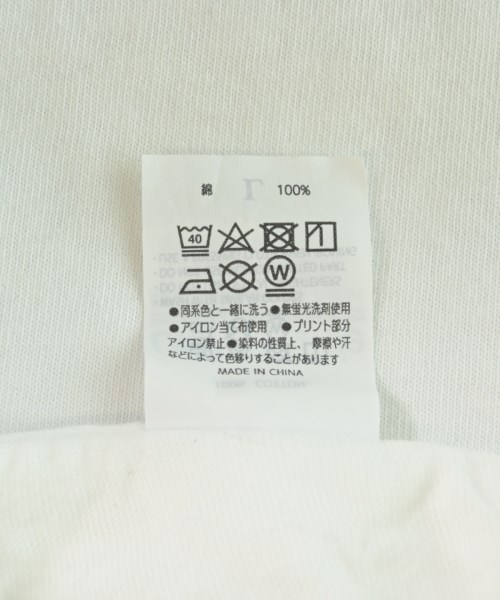 綿 100%
40
W
●同系色と一緒に洗う●無蛍光洗剤使用
●アイロン当て布使用 ●プリント部分
アイロン禁止●染料の性質上、摩擦や汗
などによって色移りすることがあります
MADE IN CHINA